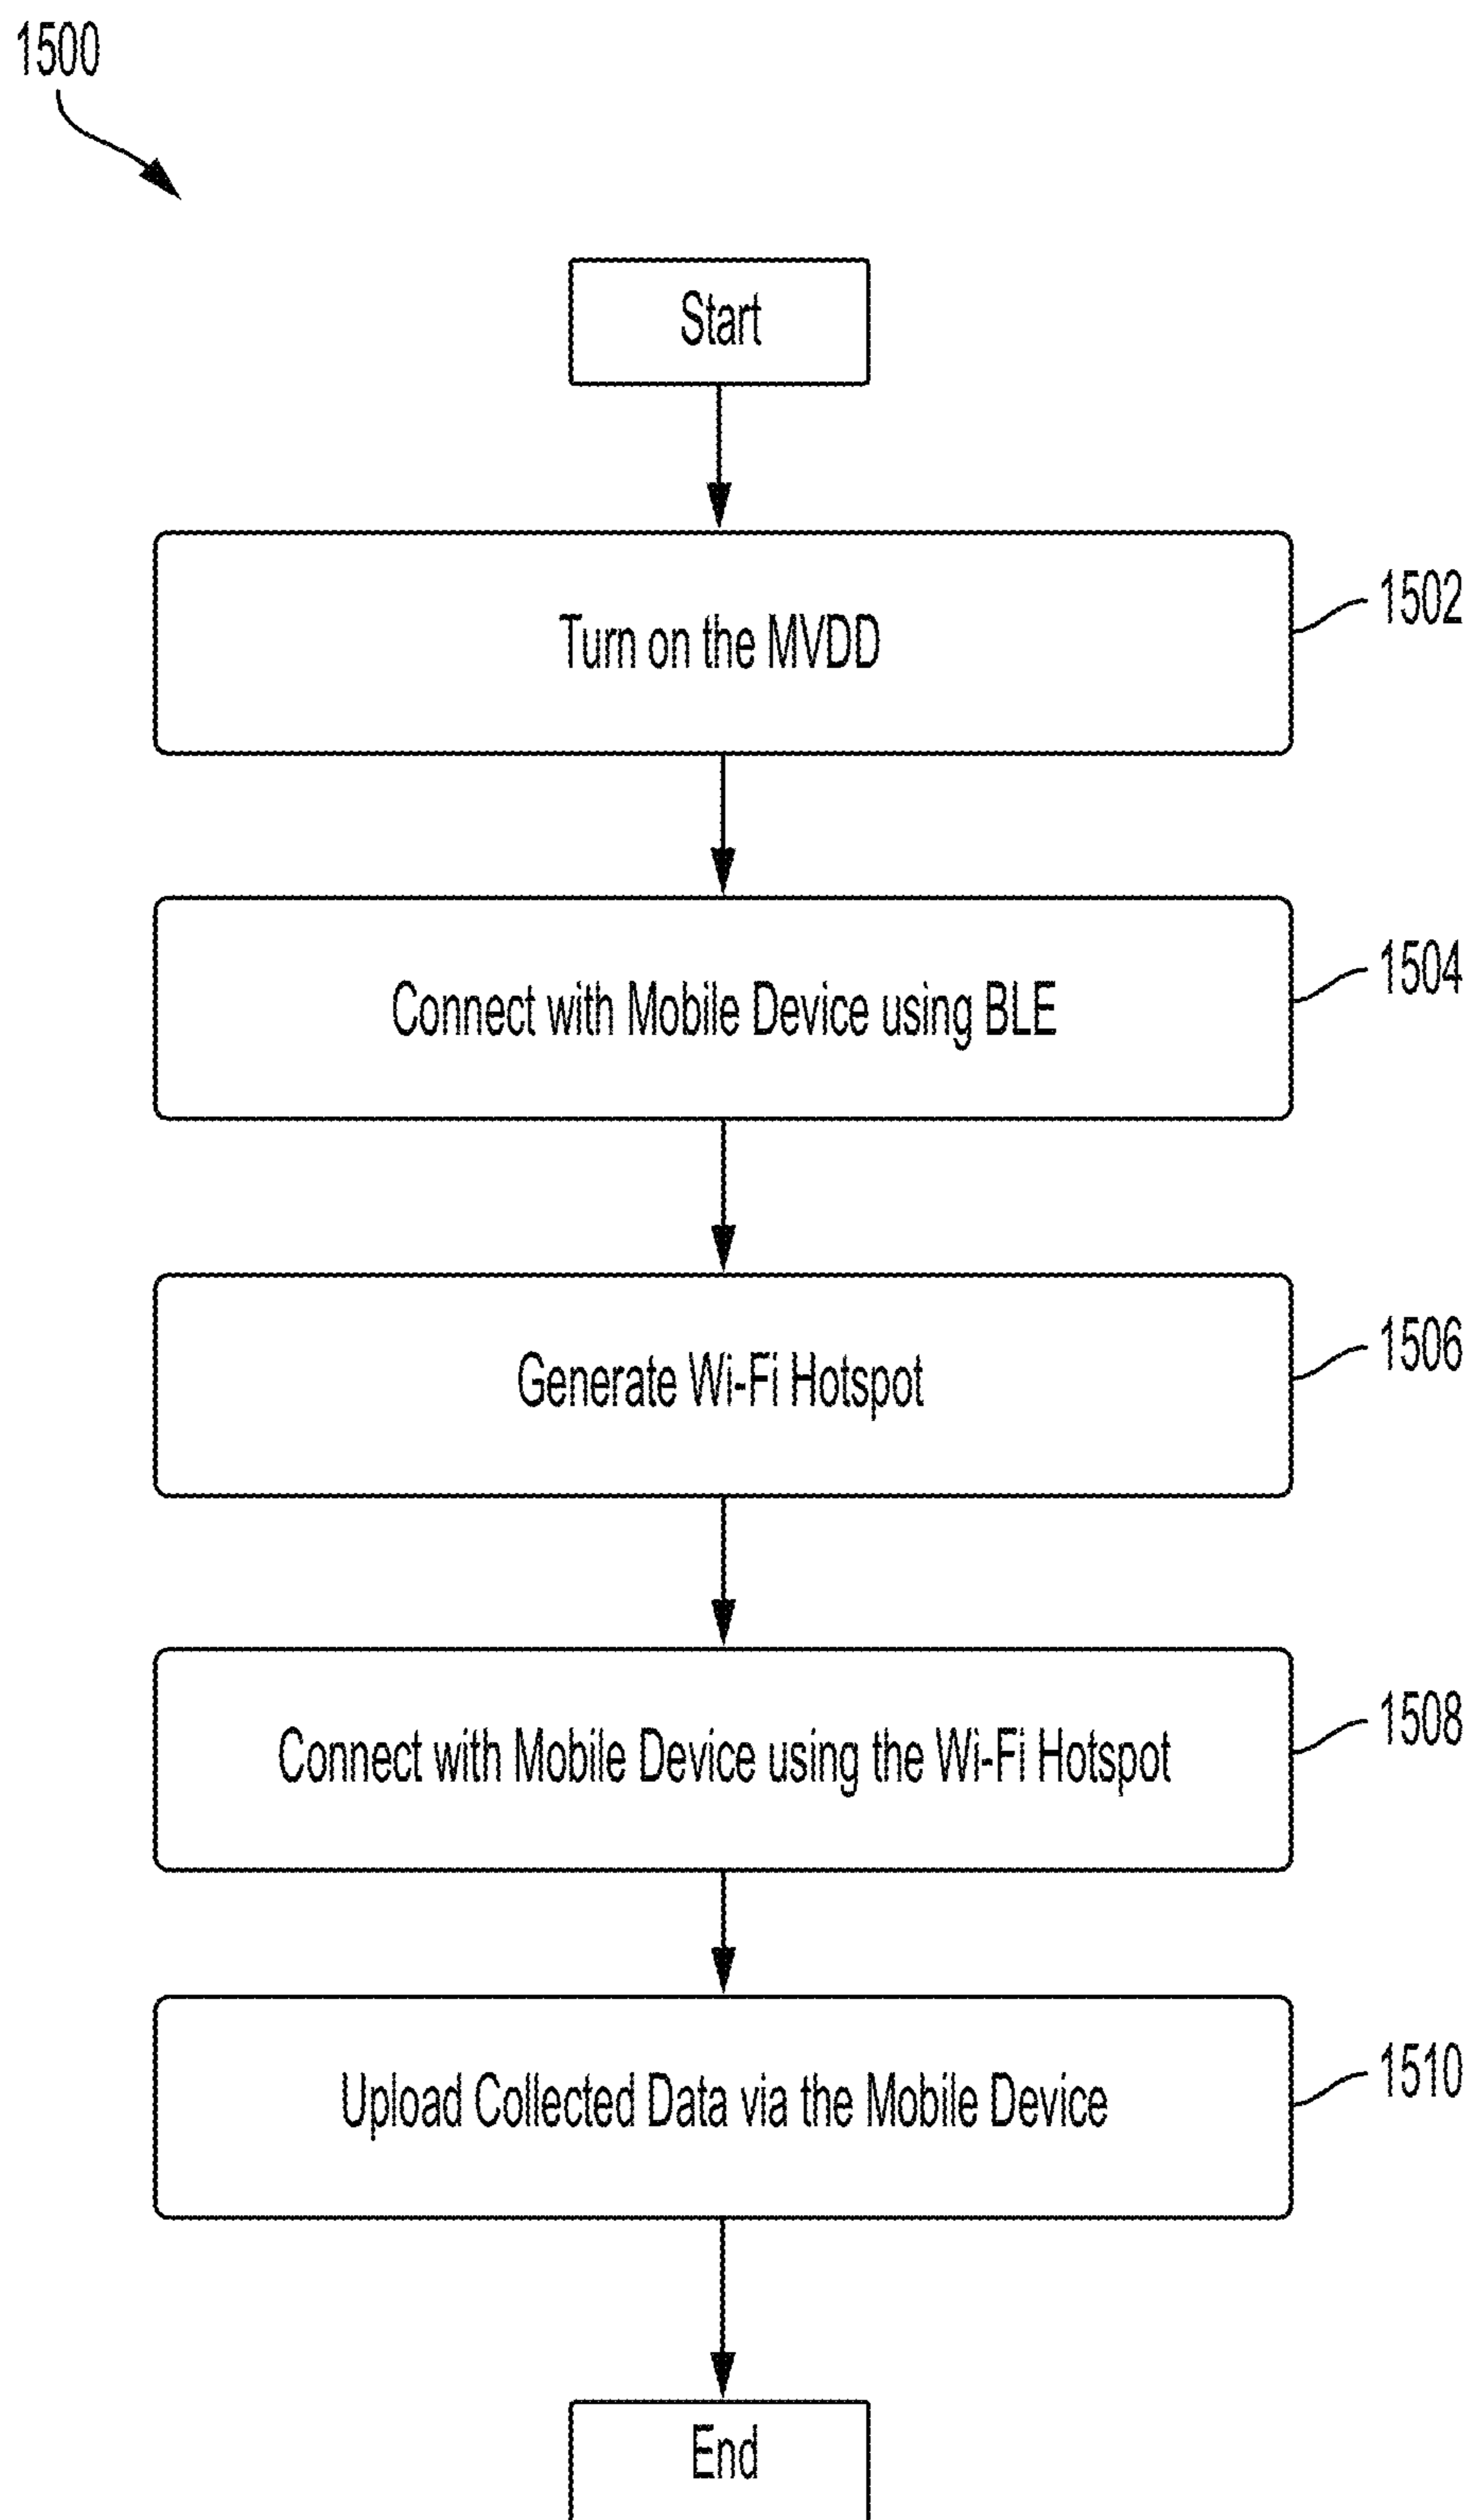 1500
Start
Turn on the MVDD
1502
Connect with Mobile Device using BLE
1504
Generate Wi-Fi Hotspot
1506
Connect with Mobile Device using the Wi-Fi Hotspot
1508
Upload Collected Data via the Mobile Device
1510
End